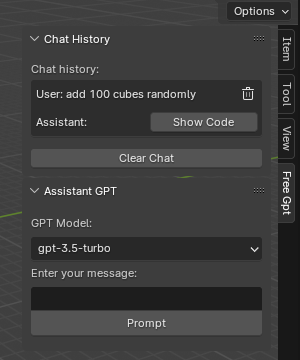 Options
Chat History
Chat history:
User: add 100 cubes randomly
Assistant:
Show Code
Clear Chat
Assistant GPT
GPT Model:
gpt-3.5-turbo
Enter your message:
Prompt
Item
Tool
View
Free Gpt